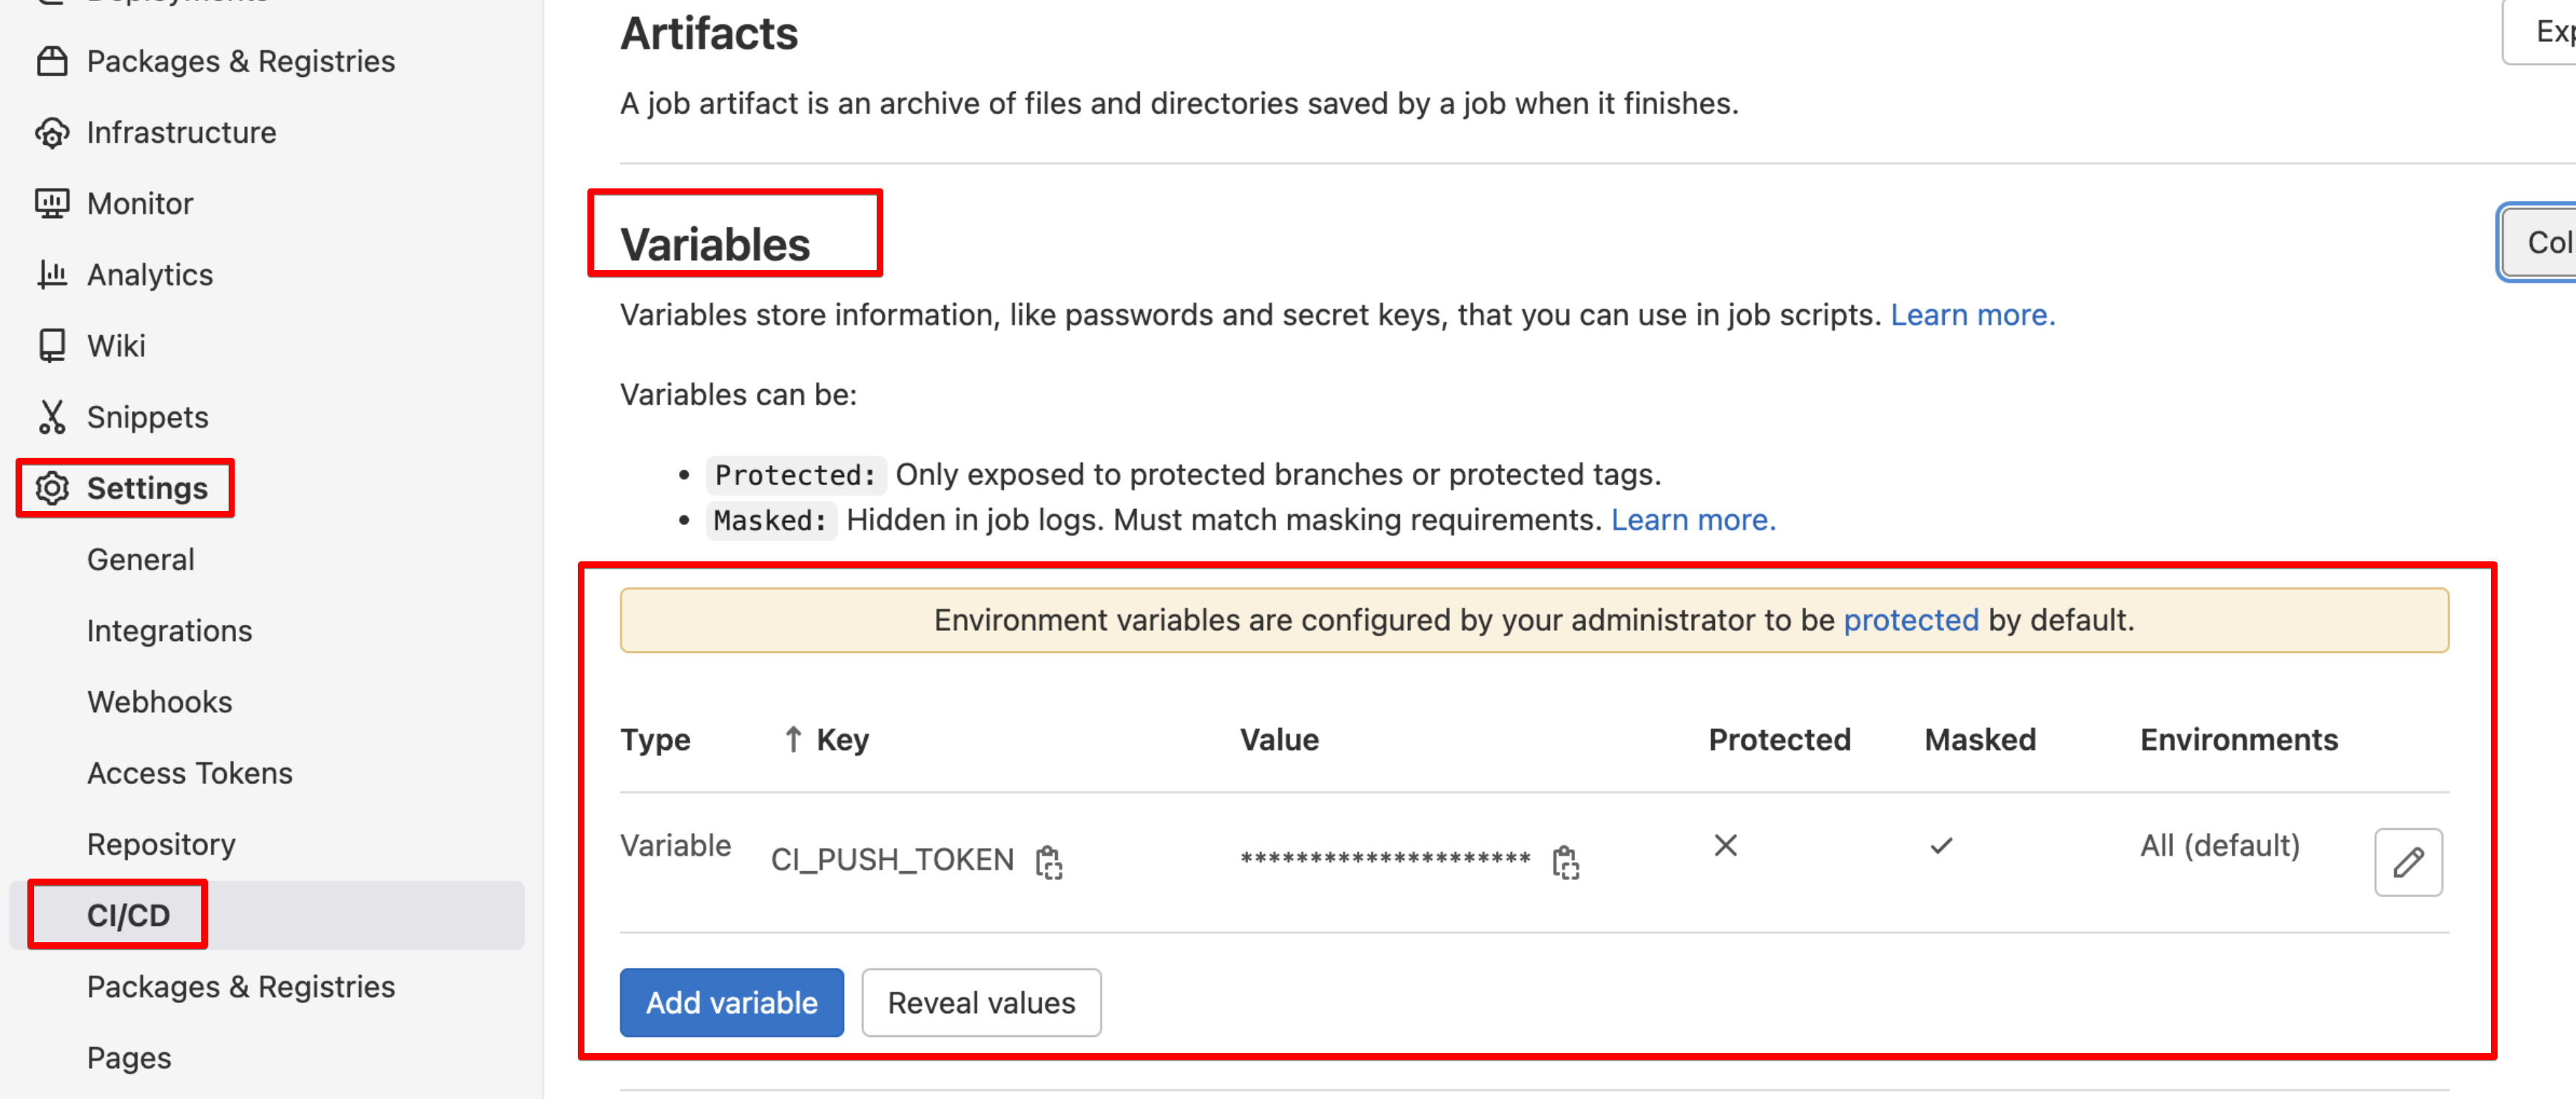 Packages & Registries
Infrastructure
Monitor
Analytics
Wiki
Snippets
Settings
General
Integrations
Webhooks
Access Tokens
Repository
CI/CD
Packages & Registries
Pages
Artifacts
A job artifact is an archive of files and directories saved by a job when it finishes.
Variables
Variables store information, like passwords and secret keys, that you can use in job scripts. Learn more.
Variables can be:
• Protected: Only exposed to protected branches or protected tags.
• Masked: Hidden in job logs. Must match masking requirements. Learn more.
Environment variables are configured by your administrator to be protected by default.
Type ↑ Key Value Protected Masked Environments
Variable CI_PUSH_TOKEN ********************* All (default)
Add variable Reveal values